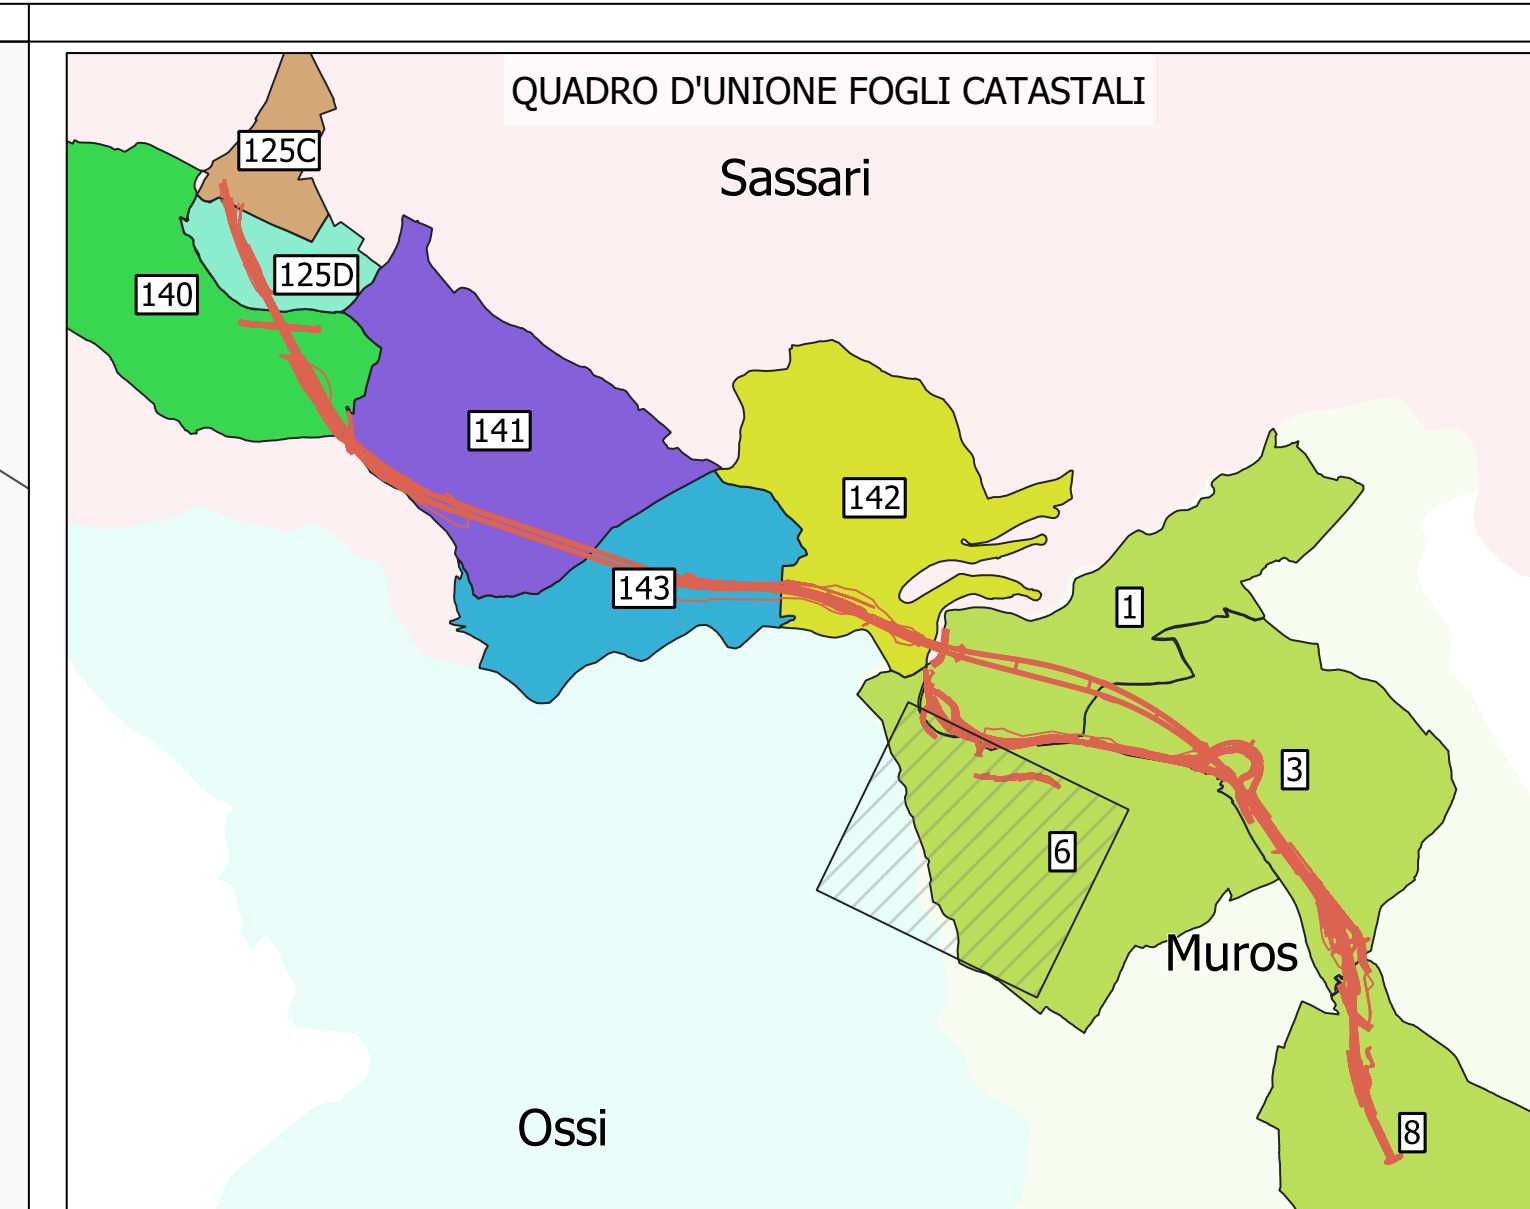 QUADRO D'UNIONE FOGLI CATASTALI
125C
Sassari
125D
140
141
142
143
1
3
6
Muros
Ossi
8